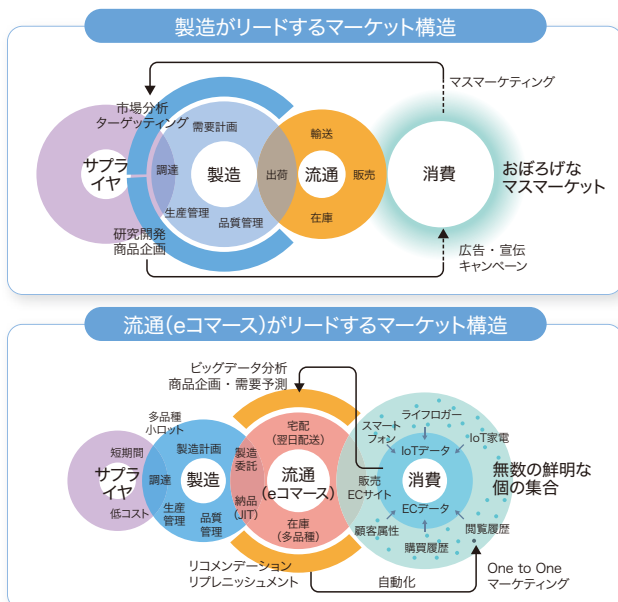 製造がリードするマーケット構造
マスマーケティング
市場分析
ターゲッティング
需要計画
輸送
サプラ
イヤ
調達
製造
出荷
流通
販売
消費
おぼろげな
マスマーケット
生産管理
品質管理
在庫
研究開発
商品企画
広告・宣伝
キャンペーン
流通(eコマース)がリードするマーケット構造
ビッグデータ分析
商品企画・需要予測
多品種
小ロット
宅配
(翌日配送)
スマート
フォン
ライフロガー
IoT家電
短期間
製造計画
製造
委託
IoTデータ
サプラ
イヤ
調達
製造
流通
(eコマース)
販売
ECサイト
消費
無数の鮮明な
個の集合
低コスト
生産
管理
品質
管理
納品
(JIT)
在庫
(多品種)
ECデータ
顧客属性
購買履歴
閲覧履歴
リコメンデーション
リプレニッシュメント
自動化
One to One
マーケティング